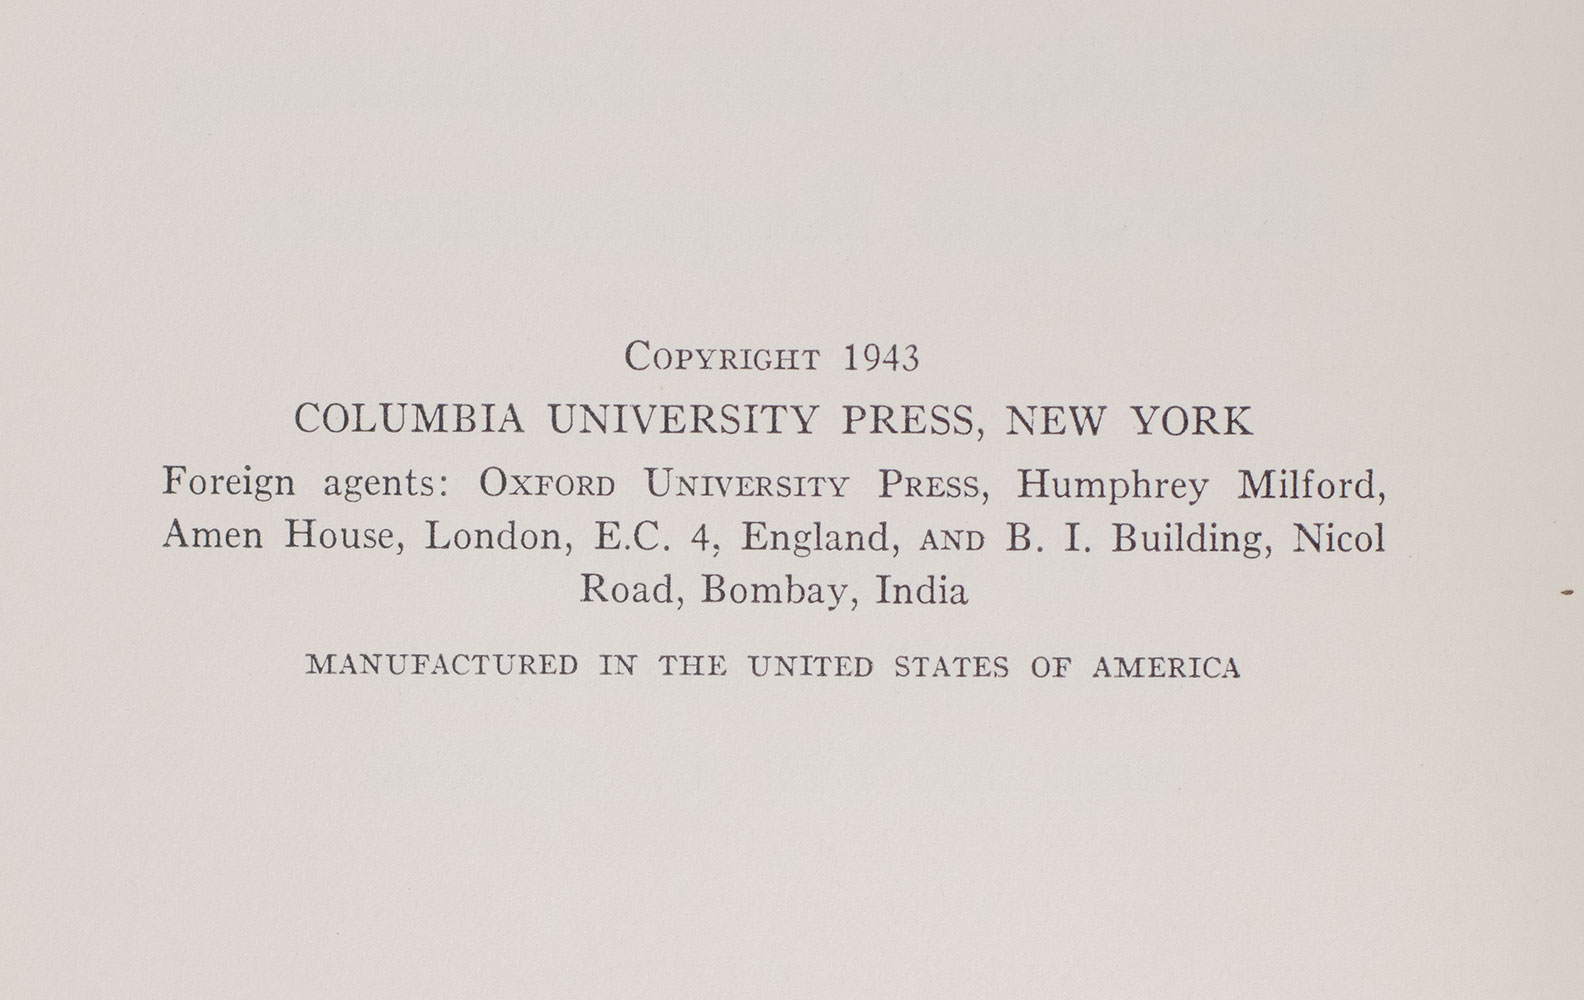 Copyright 1943
COLUMBIA UNIVERSITY PRESS, NEW YORK
Foreign agents: Oxford University Press, Humphrey Milford,
Amen House, London, E.C. 4, England, and B. I. Building, Nicol
Road, Bombay, India
MANUFACTURED IN THE UNITED STATES OF AMERICA